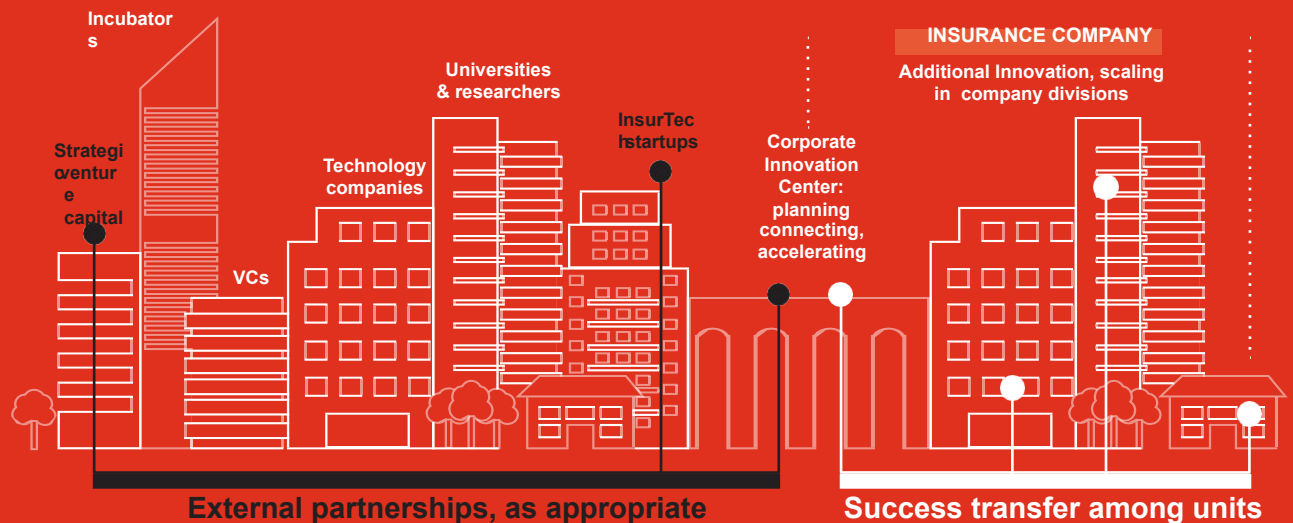 Incubator
s
INSURANCE COMPANY
Additional Innovation, scaling
in company divisions
Universities
& researchers
InsurTec
hstartups
Strategi
cventur
e
capital
Technology
companies
Corporate
Innovation
Center:
planning
connecting,
accelerating
VCs
External partnerships, as appropriate
Success transfer among units